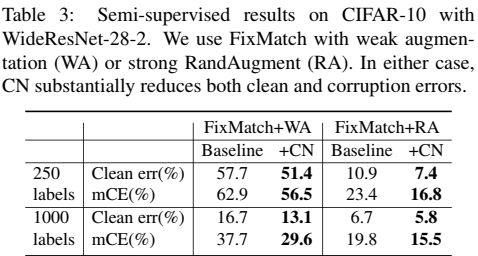 Table 3: Semi-supervised results on CIFAR-10 with
WideResNet-28-2. We use FixMatch with weak augmen-
tation (WA) or strong RandAugment (RA). In either case,
CN substantially reduces both clean and corruption errors.
FixMatch+WA FixMatch+RA
Baseline +CN Baseline +CN
250 Clean err(%) 57.7 51.4 10.9 7.4
labels mCE(%) 62.9 56.5 23.4 16.8
1000 Clean err(%) 16.7 13.1 6.7 5.8
labels mCE(%) 37.7 29.6 19.8 15.5